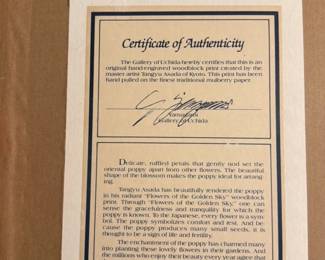 Certificate of Authenticity
The Gallery of Uchida hereby certifies that this is an
original hand-engraved woodblock print created by the
master artist Tangyu Asada of Kyoto. This print has been
hand pulled on the finest traditional mulberry paper.
Yamagami
Gallery of Uchida
Delicate, ruffled petals that gently nod set the
oriental poppy apart from other flowers. The beautiful
shape of the blossom makes the poppy ideal for arrang-
ing.
Tangyu Asada has beautifully rendered the poppy
in his radiant "Flowers of the Golden Sky" woodblock
print. Through "Flowers of the Golden Sky," one can
sense the gracefulness and tranquility for which the
poppy is known. To the Japanese, every flower is a sym-
bol. The poppy symbolizes comfort and rest. And be-
cause the poppy produces many small seeds, it is
thought to be a sign of life and fertility.
The enchantment of the poppy has charmed many
into planting these lovely flowers in their gardens. And
the millions who enjoy their beauty every year agree that